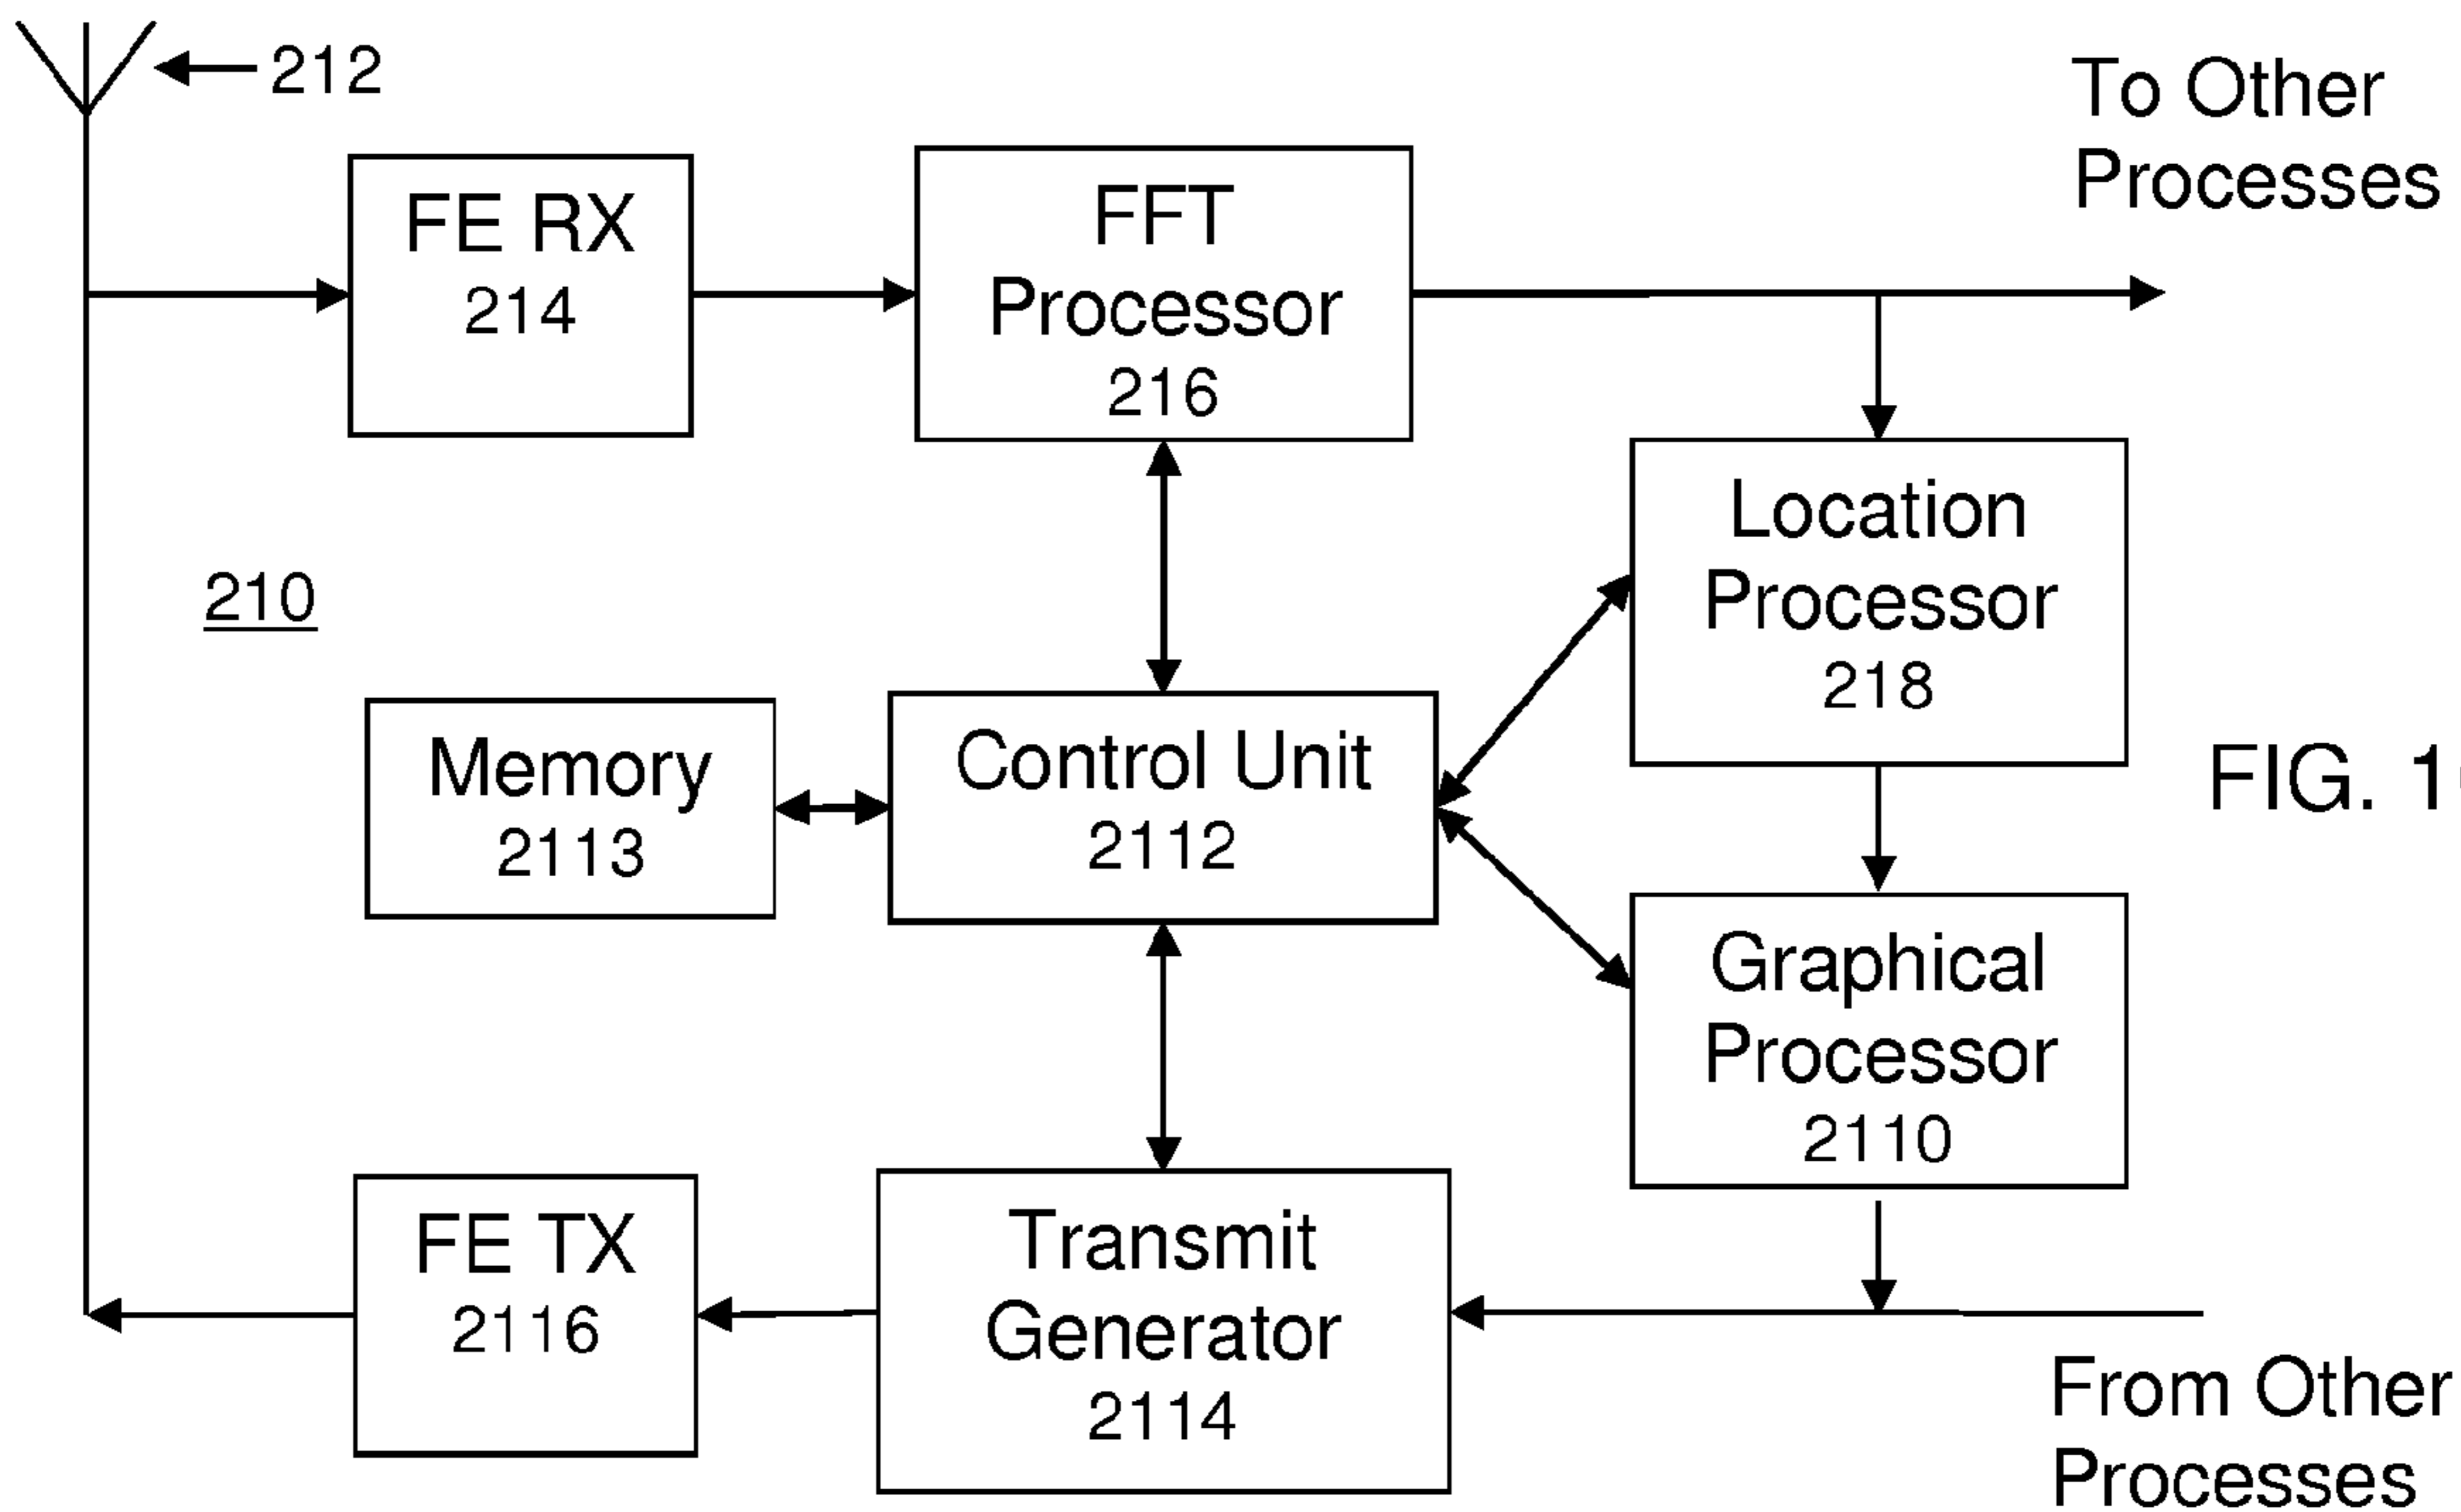 212
To Other
Processes
FE RX
214
FFT
Processor
216
210
Location
Processor
218
Memory
2113
Control Unit
2112
FIG. 1
Graphical
Processor
2110
FE TX
2116
Transmit
Generator
2114
From Other
Processes